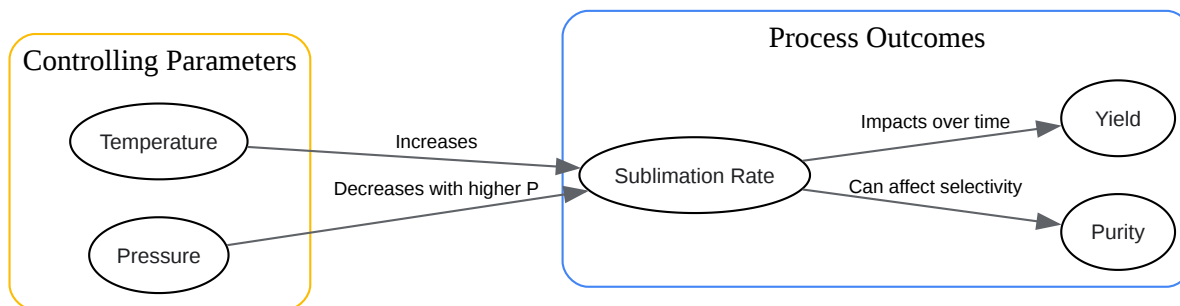 Controlling Parameters
Process Outcomes
Temperature
Increases
Decreases with higher P
Pressure
Sublimation Rate
Impacts over time
Can affect selectivity
Yield
Purity